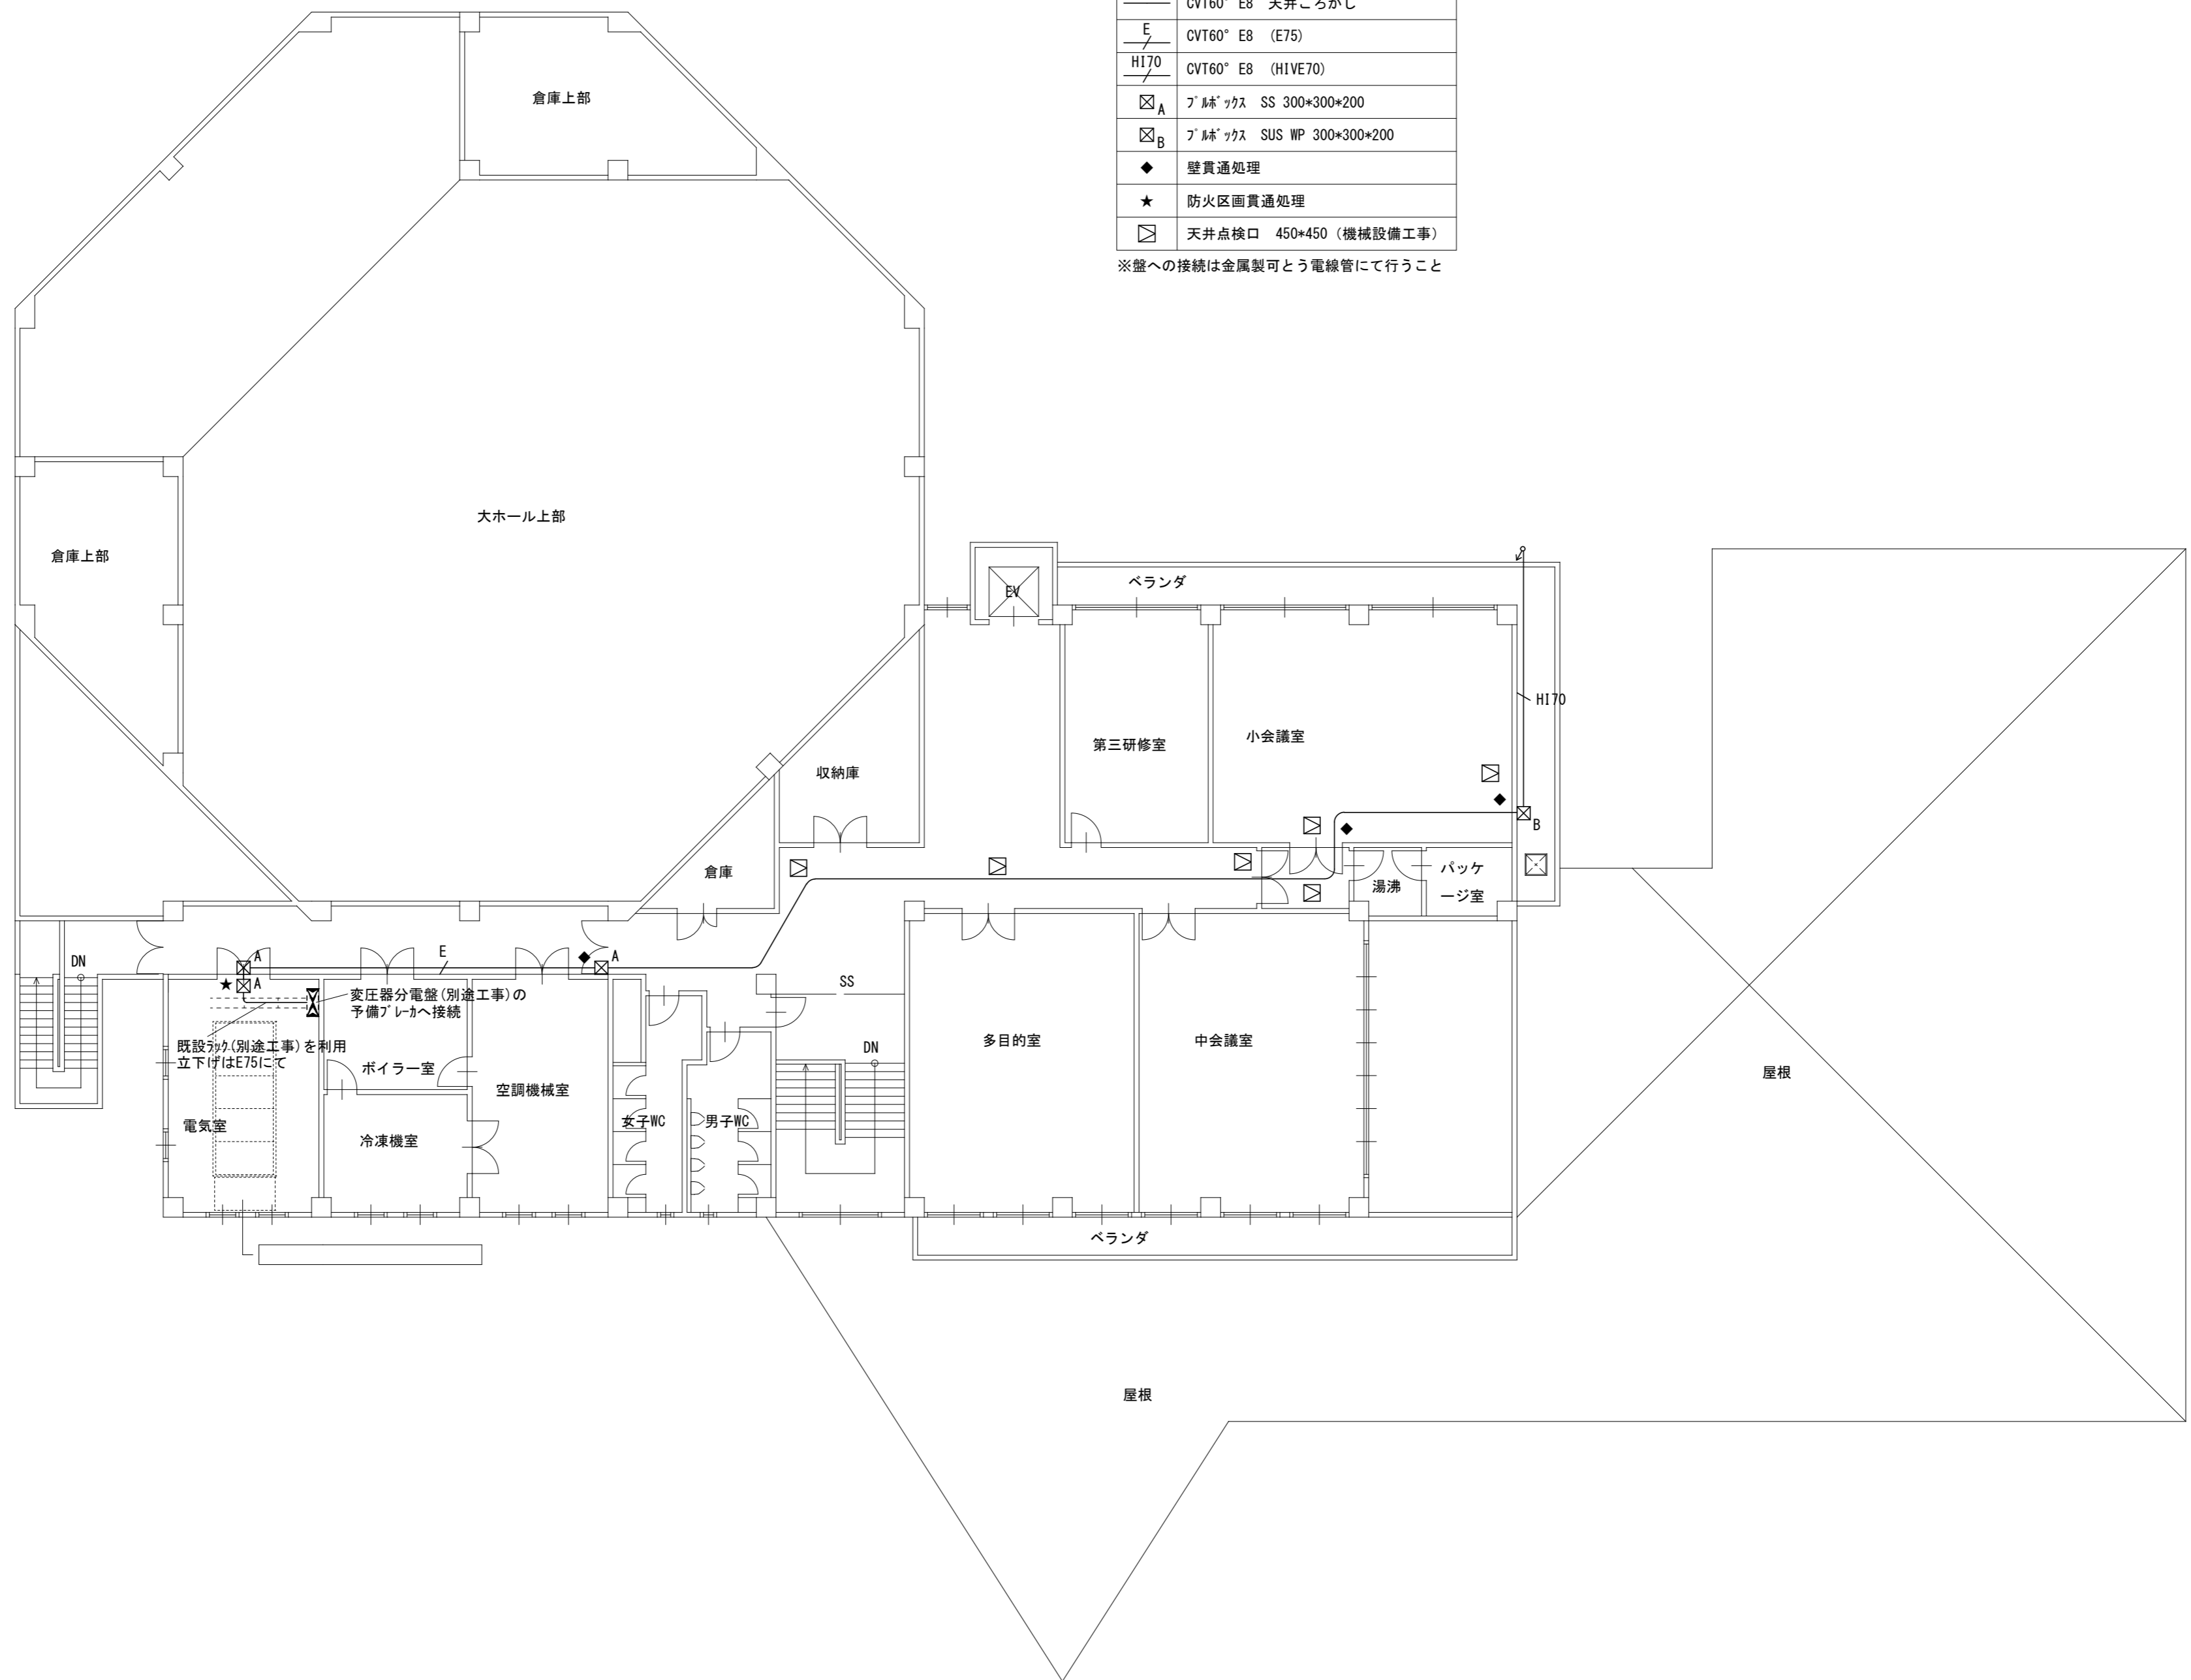 CVT60° E8 天井ころがし
E CVT60° E8 (E75)
HI70 CVT60° E8 (HIVE70)
A プルボックス SS 300*300*200
B プルボックス SUS WP 300*300*200
◆ 壁貫通処理
★ 防火区画貫通処理
天井点検口 450*450 (機械設備工事)
※盤への接続は金属製可とう電線管にて行うこと
倉庫上部
大ホール上部
倉庫上部
EV
ベランダ
HI70
第三研修室
小会議室
収納庫
B
倉庫
湯沸
パッケ
ージ室
DN
A
E
A
A
SS
変圧器分電盤(別途工事)の
予備ブレーカへ接続
既設ラック(別途工事)を利用
立下げはE75にて
ボイラー室
空調機械室
電気室
冷凍機室
女子WC
男子WC
DN
多目的室
中会議室
屋根
ベランダ
屋根